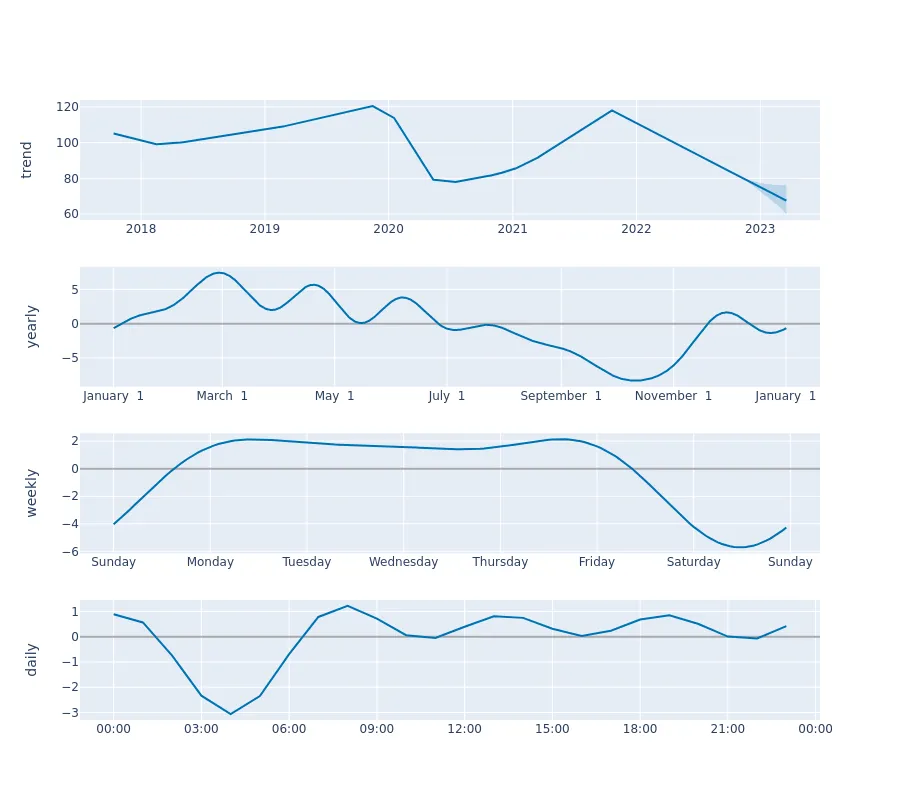 120
100
80
60
trend
2018 2019 2020 2021 2022 2023
5
0
−5
yearly
January 1 March 1 May 1 July 1 September 1 November 1 January 1
2
0
−2
−4
−6
weekly
Sunday Monday Tuesday Wednesday Thursday Friday Saturday Sunday
1
0
−1
−2
−3
daily
00:00 03:00 06:00 09:00 12:00 15:00 18:00 21:00 00:00